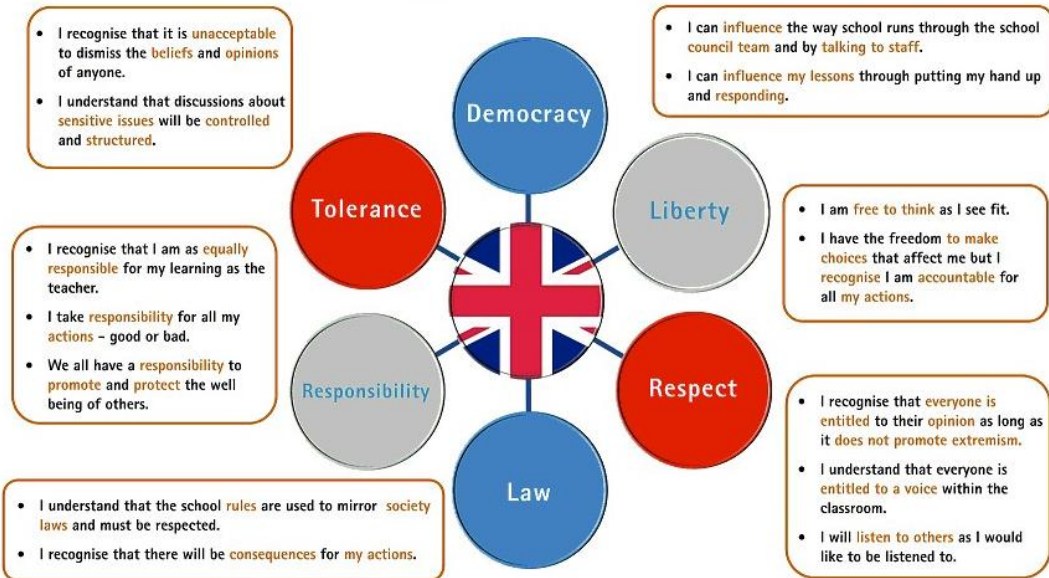 • I recognise that it is unacceptable
to dismiss the beliefs and opinions
of anyone.
• I understand that discussions about
sensitive issues will be controlled
and structured.
Democracy
• I can influence the way school runs through the school
council team and by talking to staff.
• I can influence my lessons through putting my hand up
and responding.
Tolerance
Liberty
• I am free to think as I see fit.
• I have the freedom to make
choices that affect me but I
recognise I am accountable for
all my actions.
• I recognise that I am as equally
responsible for my learning as the
teacher.
• I take responsibility for all my
actions – good or bad.
• We all have a responsibility to
promote and protect the well
being of others.
Responsibility
Respect
• I recognise that everyone is
entitled to their opinion as long as
it does not promote extremism.
• I understand that everyone is
entitled to a voice within the
classroom.
• I will listen to others as I would
like to be listened to.
Law
• I understand that the school rules are used to mirror society
laws and must be respected.
• I recognise that there will be consequences for my actions.